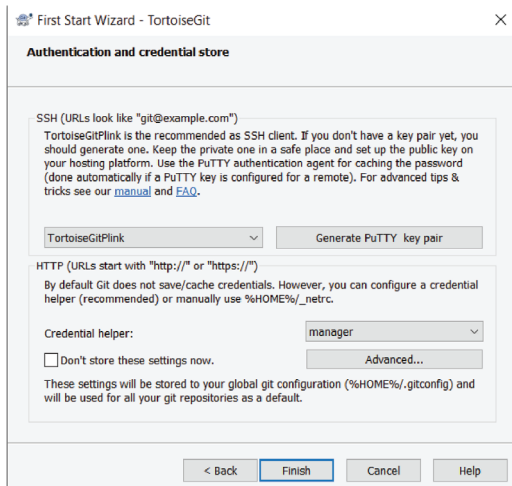 First Start Wizard - TortoiseGit
Authentication and credential store
SSH (URLs look like "git@example.com")
TortoiseGitPlink is the recommended as SSH client. If you don't have a key pair yet, you
should generate one. Keep the private one in a safe place and set up the public key on
your hosting platform. Use the PuTTY authentication agent for caching the password
(done automatically if a PuTTY key is configured for a remote). For advanced tips &
tricks see our manual and FAQ.
TortoiseGitPlink
Generate PuTTY key pair
HTTP (URLs start with "http://" or "https://")
By default Git does not save/cache credentials. However, you can configure a credential
helper (recommended) or manually use %HOME%/_netrc.
Credential helper:
manager
Don't store these settings now.
Advanced...
These settings will be stored to your global git configuration (%HOME%/.gitconfig) and
will be used for all your git repositories as a default.
< Back
Finish
Cancel
Help